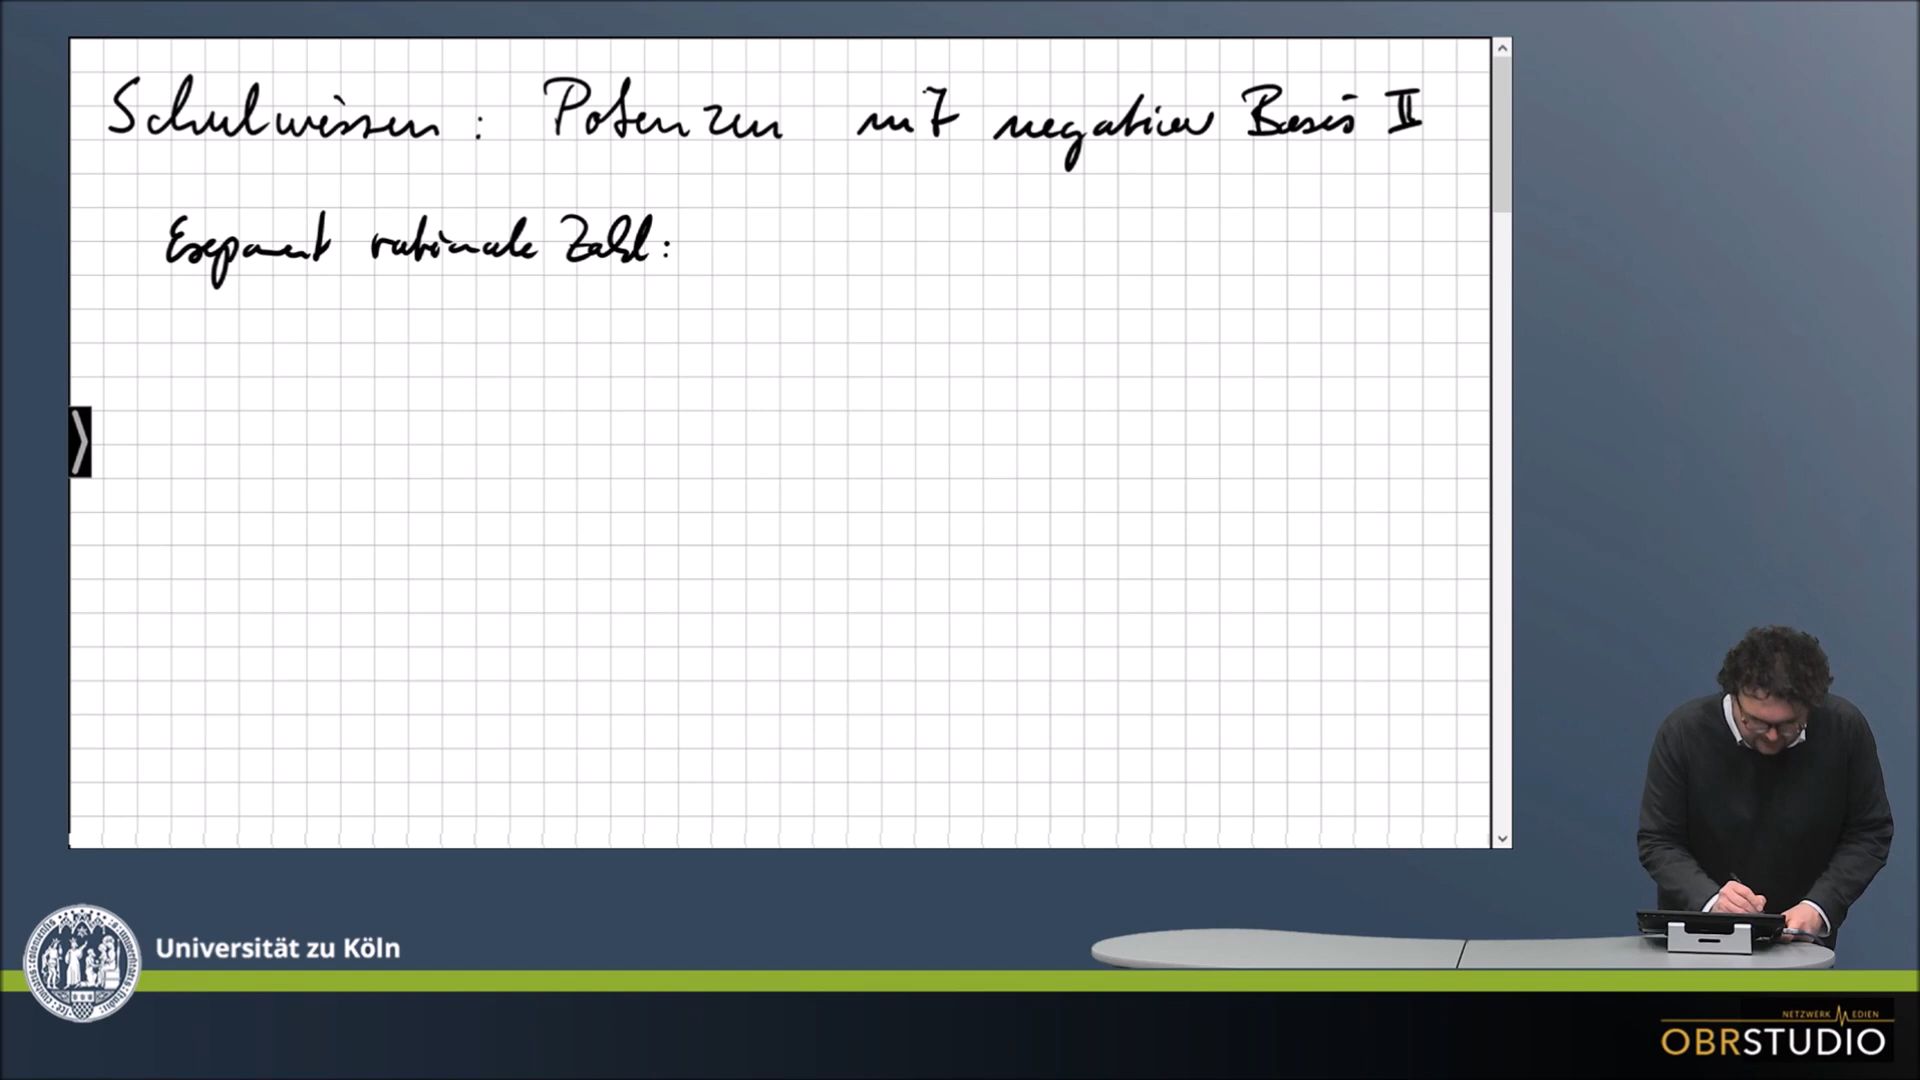 Schulwissen: Potenzen mit negativer Basis II
Exponent rationale Zahl:
Universität zu Köln
NETZWERK MEDIEN
OBRSTUDIO